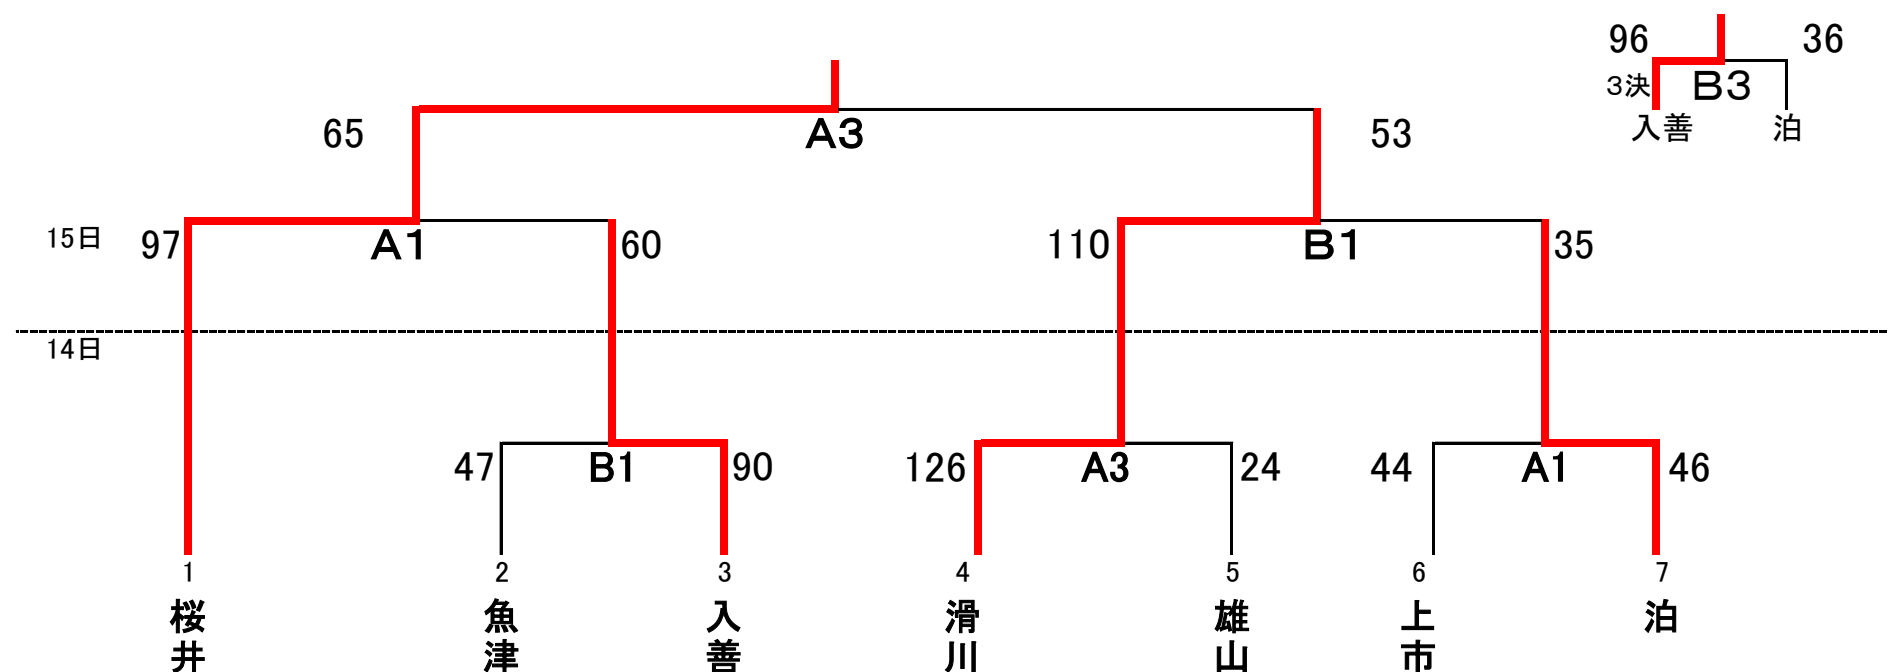 96 36
3決 B3
入善 泊
65 A3 53
15日 97 A1 60 110 B1 35
14日
47 B1 90 126 A3 24 44 A1 46
1 2 3 4 5 6 7
桜井 魚津 入善 滑川 雄山 上市 泊